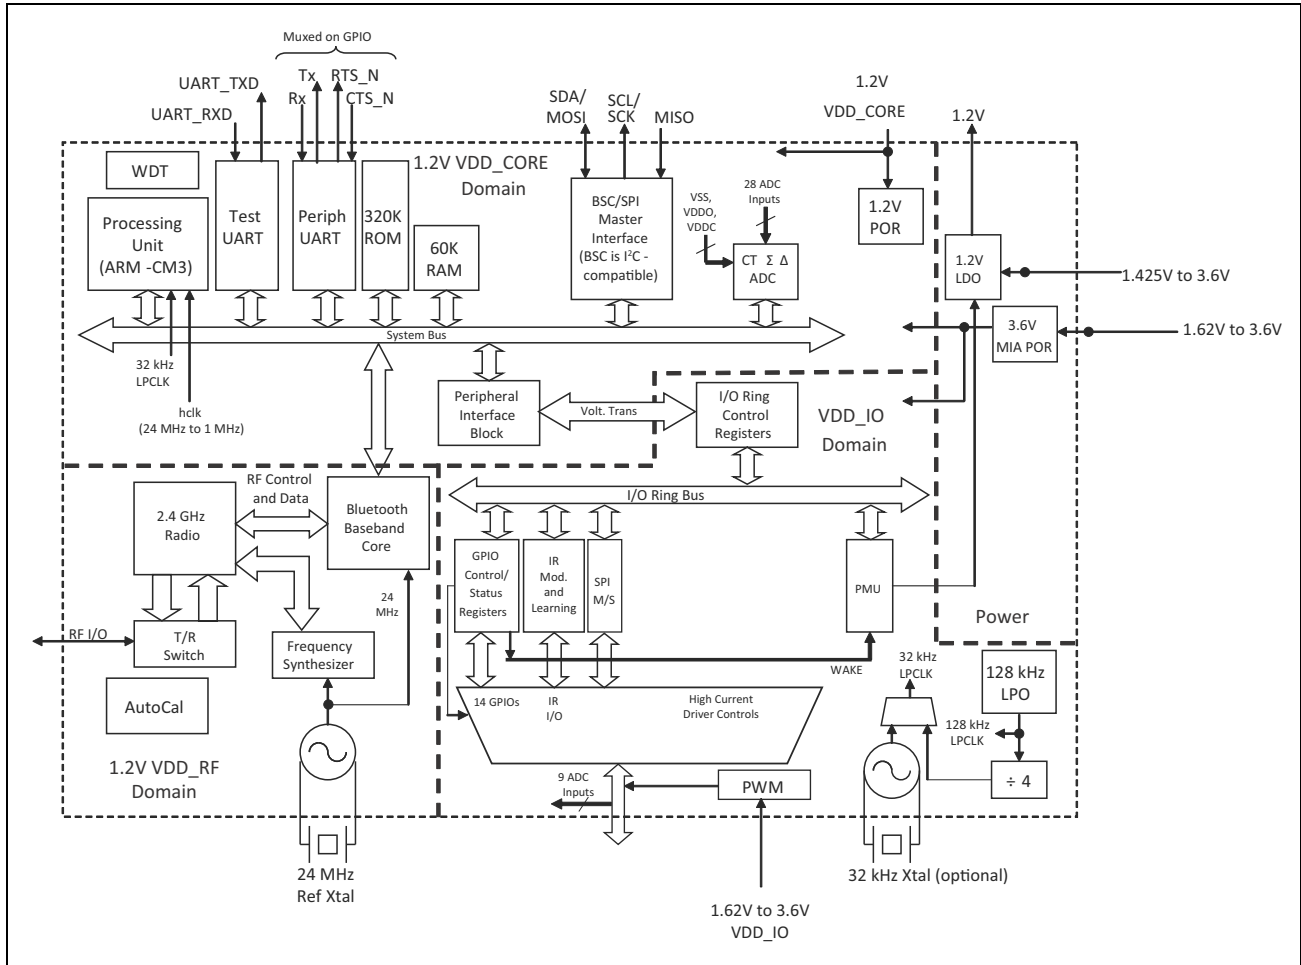 Muxed on GPIO
UART_TXD
Tx
RTS_N
Rx
CTS_N
UART_RXD
SDA/
MOSI
SCL/
SCK
MISO
1.2V
VDD_CORE
1.2V
WDT
1.2V VDD_CORE
Domain
Processing
Unit
(ARM -CM3)
Test
UART
Periph
UART
320K
ROM
60K
RAM
BSC/SPI
Master
Interface
(BSC is I²C -
compatible)
VSS,
VDDO,
VDDC
28 ADC
Inputs
CT Σ Δ
ADC
1.2V
POR
1.2V
LDO
1.425V to 3.6V
3.6V
MIA POR
1.62V to 3.6V
System Bus
32 kHz
LPCLK
hclk
(24 MHz to 1 MHz)
Peripheral
Interface
Block
Volt. Trans
I/O Ring
Control
Registers
VDD_IO
Domain
RF Control
and Data
2.4 GHz
Radio
Bluetooth
Baseband
Core
I/O Ring Bus
GPIO
Control/
Status
Registers
IR
Mod.
and
Learning
SPI
M/S
PMU
24
MHz
RF I/O
T/R
Switch
Frequency
Synthesizer
AutoCal
1.2V VDD_RF
Domain
WAKE
14 GPIOs
IR
I/O
High Current
Driver Controls
9 ADC
Inputs
PWM
Power
32 kHz
LPCLK
128 kHz
LPO
128 kHz
LPCLK
÷ 4
24 MHz
Ref Xtal
32 kHz Xtal (optional)
1.62V to 3.6V
VDD_IO